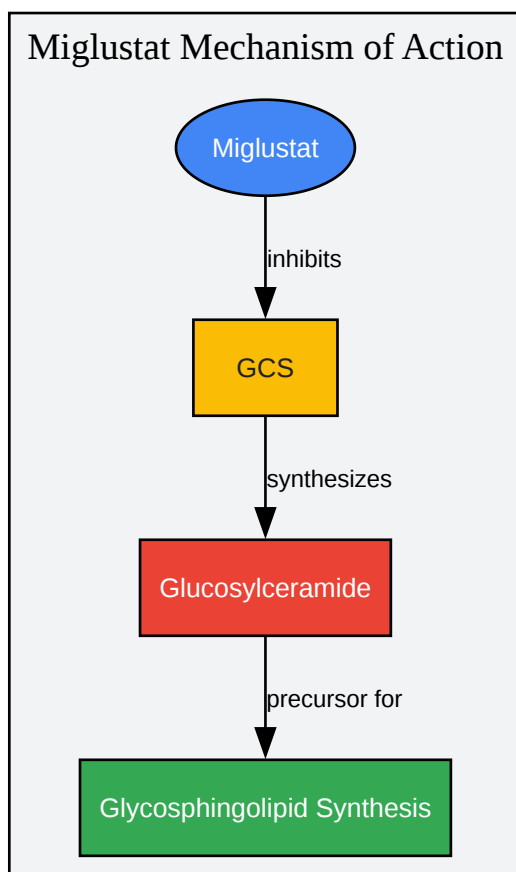 Miglustat Mechanism of Action
Miglustat
inhibits
GCS
synthesizes
Glucosylceramide
precursor for
Glycosphingolipid Synthesis